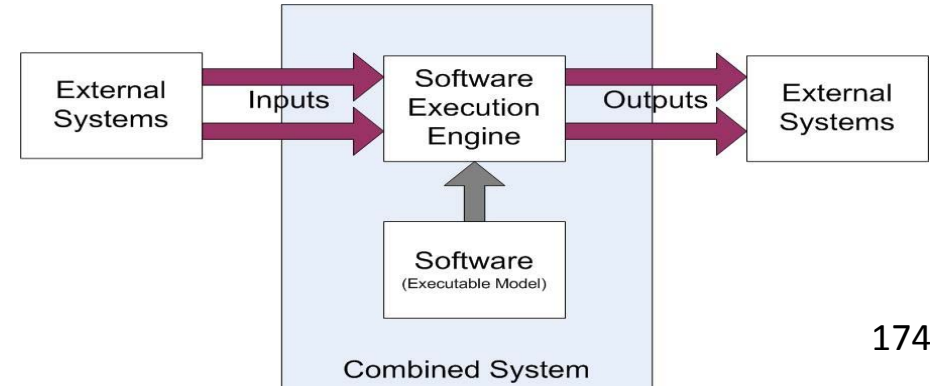 External
Systems
Inputs
Software
Execution
Engine
Outputs
External
Systems
Software
(Executable Model)
Combined System
174